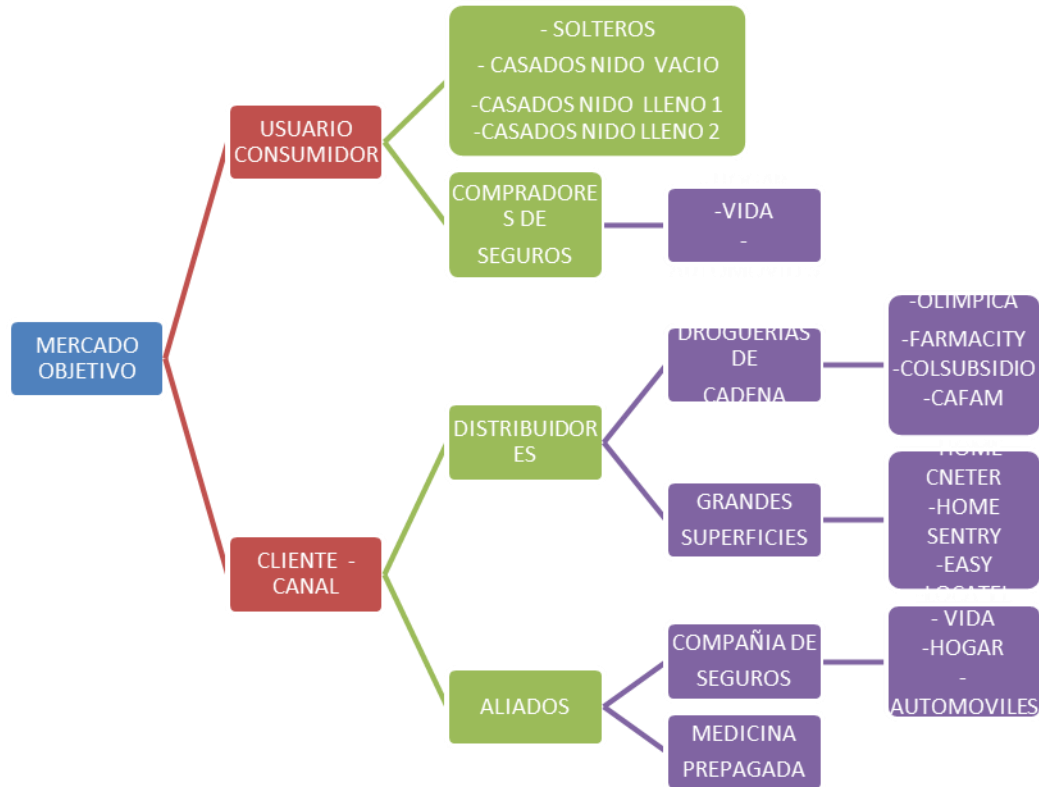 - SOLTEROS
- CASADOS NIDO VACIO
-CASADOS NIDO LLENO 1
-CASADOS NIDO LLENO 2
USUARIO
CONSUMIDOR
COMPRADORE
S DE
SEGUROS
-VIDA
-
MERCADO
OBJETIVO
DROGUERIAS
DE
CADENA
-OLIMPICA
-FARMACITY
-COLSUBSIDIO
-CAFAM
DISTRIBUIDOR
ES
GRANDES
SUPERFICIES
-HOME
CNETER
-HOME
SENTRY
-EASY
CLIENTE -
CANAL
COMPAÑIA DE
SEGUROS
- VIDA
-HOGAR
-
AUTOMOVILES
ALIADOS
MEDICINA
PREPAGADA